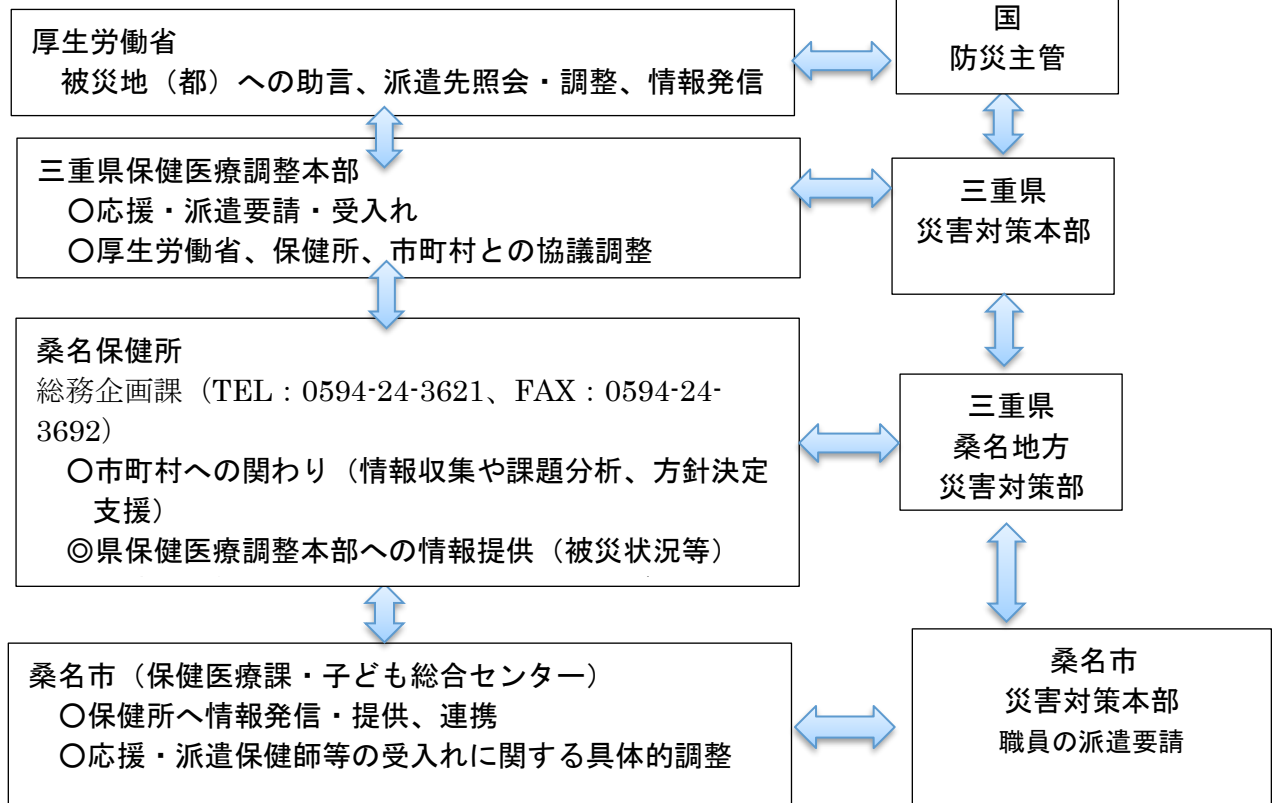 厚生労働省
被災地（都）への助言、派遣先照会・調整、情報発信
国
防災主管
三重県保健医療調整本部
〇応援・派遣要請・受入れ
〇厚生労働省、保健所、市町村との協議調整
三重県
災害対策本部
桑名保健所
総務企画課（TEL：0594-24-3621、FAX：0594-24-
3692）
〇市町村への関わり（情報収集や課題分析、方針決定
支援）
◎県保健医療調整本部への情報提供（被災状況等）
三重県
桑名地方
災害対策部
桑名市（保健医療課・子ども総合センター）
〇保健所へ情報発信・提供、連携
〇応援・派遣保健師等の受入れに関する具体的調整
桑名市
災害対策本部
職員の派遣要請